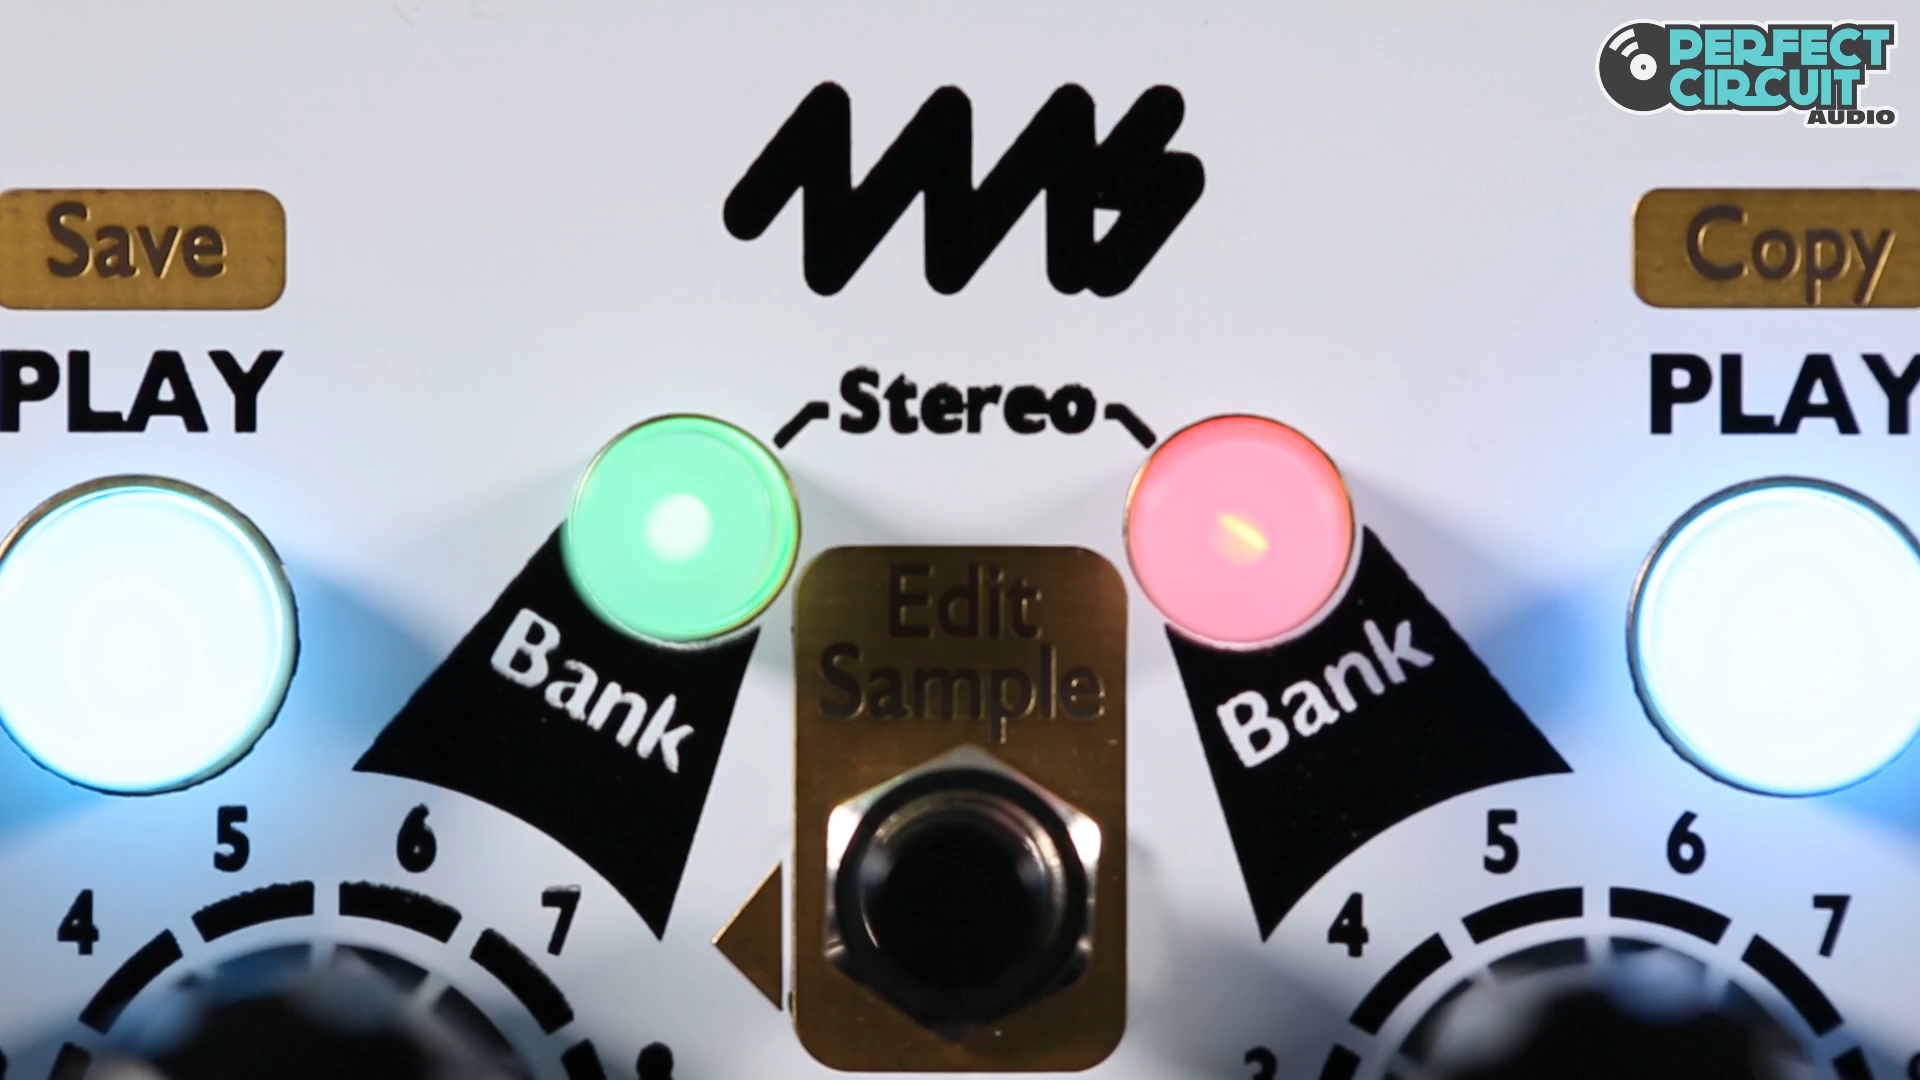 PERFECT
CIRCUIT
AUDIO
Save
Copy
PLAY
PLAY
Stereo
Bank
Bank
Edit
Sample
4
5
6
7
4
5
6
7